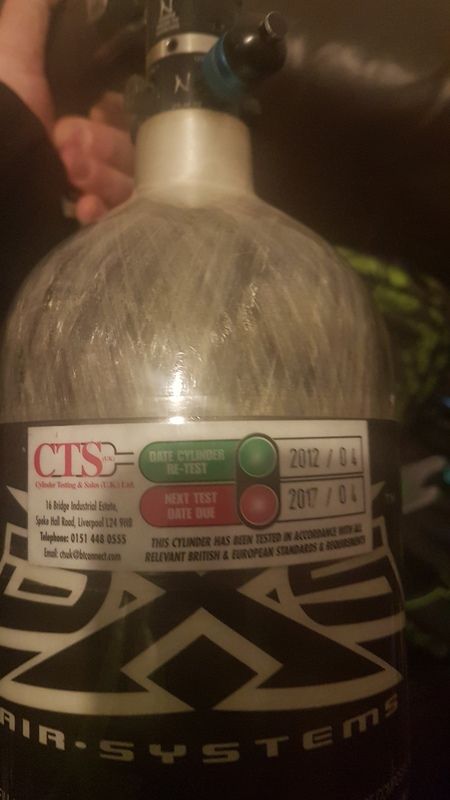 N
CTS (UK)
Cylinder Testing & Sales (U.K.) Ltd.
16 Bridge Industrial Estate,
Speke Hall Road, Liverpool L24 9HB
Telephone: 0151 448 0555
Email: ctsuk@btconnect.com
DATE CYLINDER
RE-TEST
2012 / 04
NEXT TEST
DATE DUE
2017 / 04
THIS CYLINDER HAS BEEN TESTED IN ACCORDANCE WITH ALL
RELEVANT BRITISH & EUROPEAN STANDARDS & REQUIREMENTS
TM
AIR·SYSTEMS